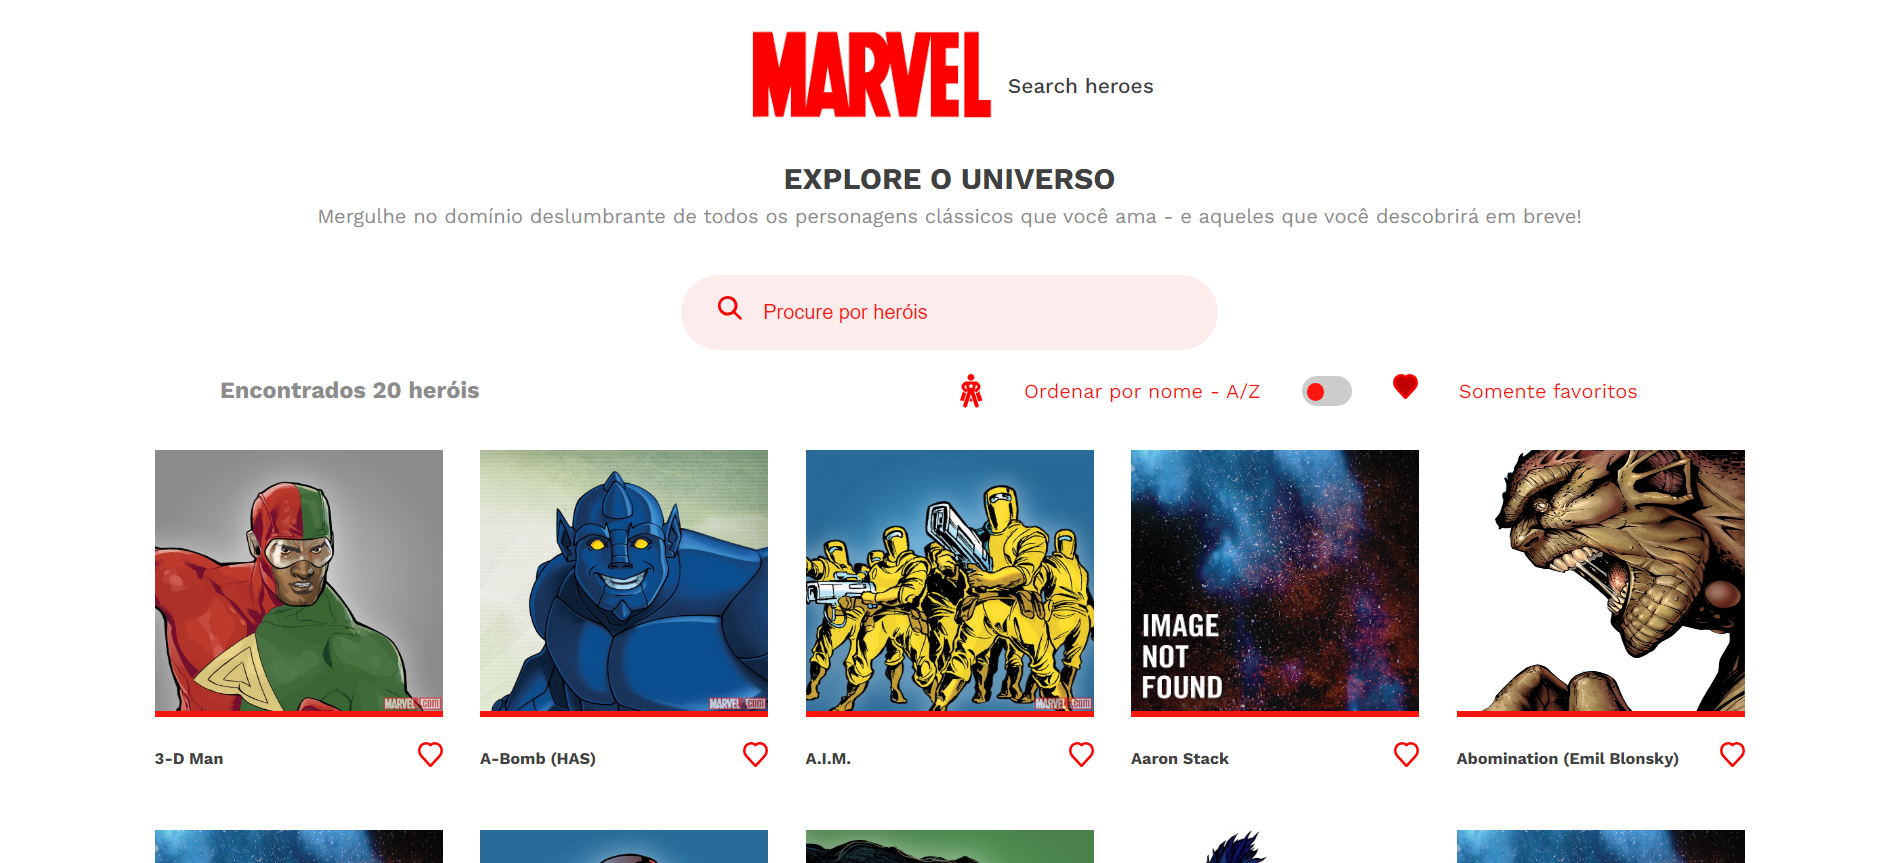 MARVEL Search heroes
EXPLORE O UNIVERSO
Mergulhe no domínio deslumbrante de todos os personagens clássicos que você ama - e aqueles que você descobrirá em breve!
Procure por heróis
Encontrados 20 heróis
Ordenar por nome - A/Z
Somente favoritos
MARVEL.com
MARVEL.com
MARVEL.com
IMAGE
NOT
FOUND
3-D Man
A-Bomb (HAS)
A.I.M.
Aaron Stack
Abomination (Emil Blonsky)